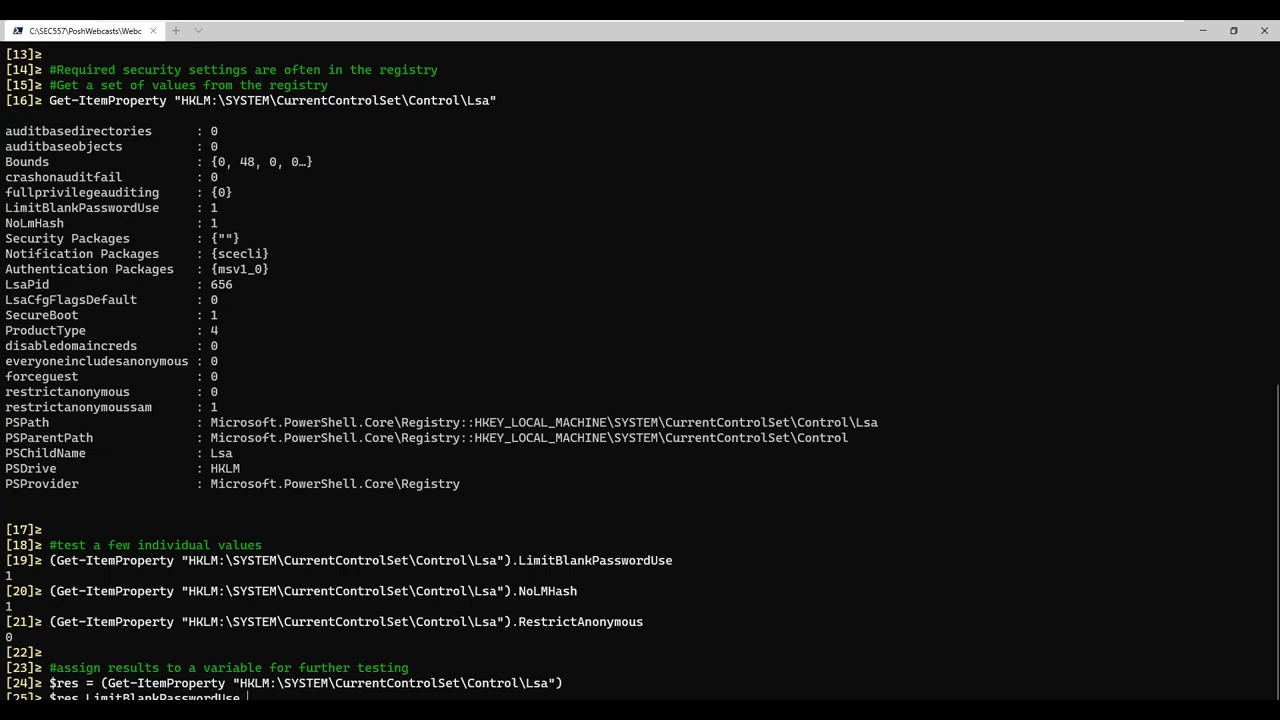 C:\SEC557\PoshWebcasts\Webc
[13]≥
[14]≥ #Required security settings are often in the registry
[15]≥ #Get a set of values from the registry
[16]≥ Get-ItemProperty "HKLM:\SYSTEM\CurrentControlSet\Control\Lsa"
auditbasedirectories : 0
auditbaseobjects : 0
Bounds : {0, 48, 0, 0…}
crashonauditfail : 0
fullprivilegeauditing : {0}
LimitBlankPasswordUse : 1
NoLmHash : 1
Security Packages : {""}
Notification Packages : {scecli}
Authentication Packages : {msv1_0}
LsaPid : 656
LsaCfgFlagsDefault : 0
SecureBoot : 1
ProductType : 4
disabledomaincreds : 0
everyoneincludesanonymous : 0
forceguest : 0
restrictanonymous : 0
restrictanonymoussam : 1
PSPath : Microsoft.PowerShell.Core\Registry::HKEY_LOCAL_MACHINE\SYSTEM\CurrentControlSet\Control\Lsa
PSParentPath : Microsoft.PowerShell.Core\Registry::HKEY_LOCAL_MACHINE\SYSTEM\CurrentControlSet\Control
PSChildName : Lsa
PSDrive : HKLM
PSProvider : Microsoft.PowerShell.Core\Registry
[17]≥
[18]≥ #test a few individual values
[19]≥ (Get-ItemProperty "HKLM:\SYSTEM\CurrentControlSet\Control\Lsa").LimitBlankPasswordUse
1
[20]≥ (Get-ItemProperty "HKLM:\SYSTEM\CurrentControlSet\Control\Lsa").NoLMHash
1
[21]≥ (Get-ItemProperty "HKLM:\SYSTEM\CurrentControlSet\Control\Lsa").RestrictAnonymous
0
[22]≥
[23]≥ #assign results to a variable for further testing
[24]≥ $res = (Get-ItemProperty "HKLM:\SYSTEM\CurrentControlSet\Control\Lsa")
[25]≥ $res.LimitBlankPasswordUse